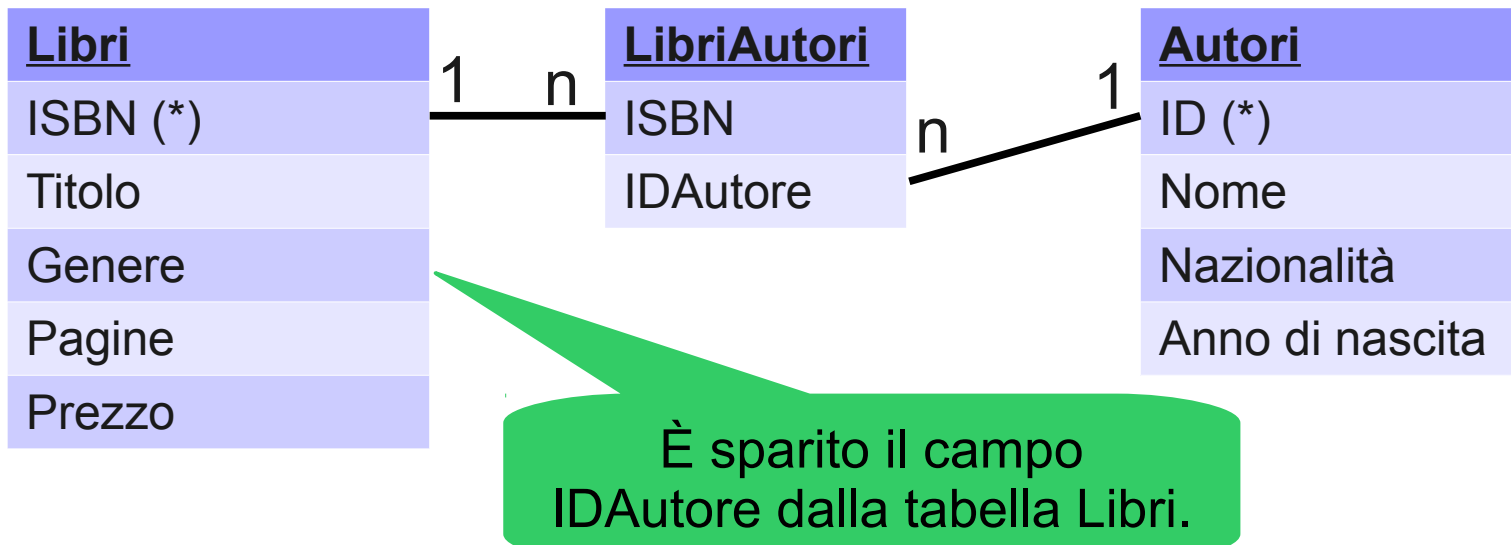 Libri
ISBN (*)
Titolo
Genere
Pagine
Prezzo
1 n
LibriAutori
ISBN
IDAutore
n 1
Autori
ID (*)
Nome
Nazionalità
Anno di nascita
È sparito il campo
IDAutore dalla tabella Libri.